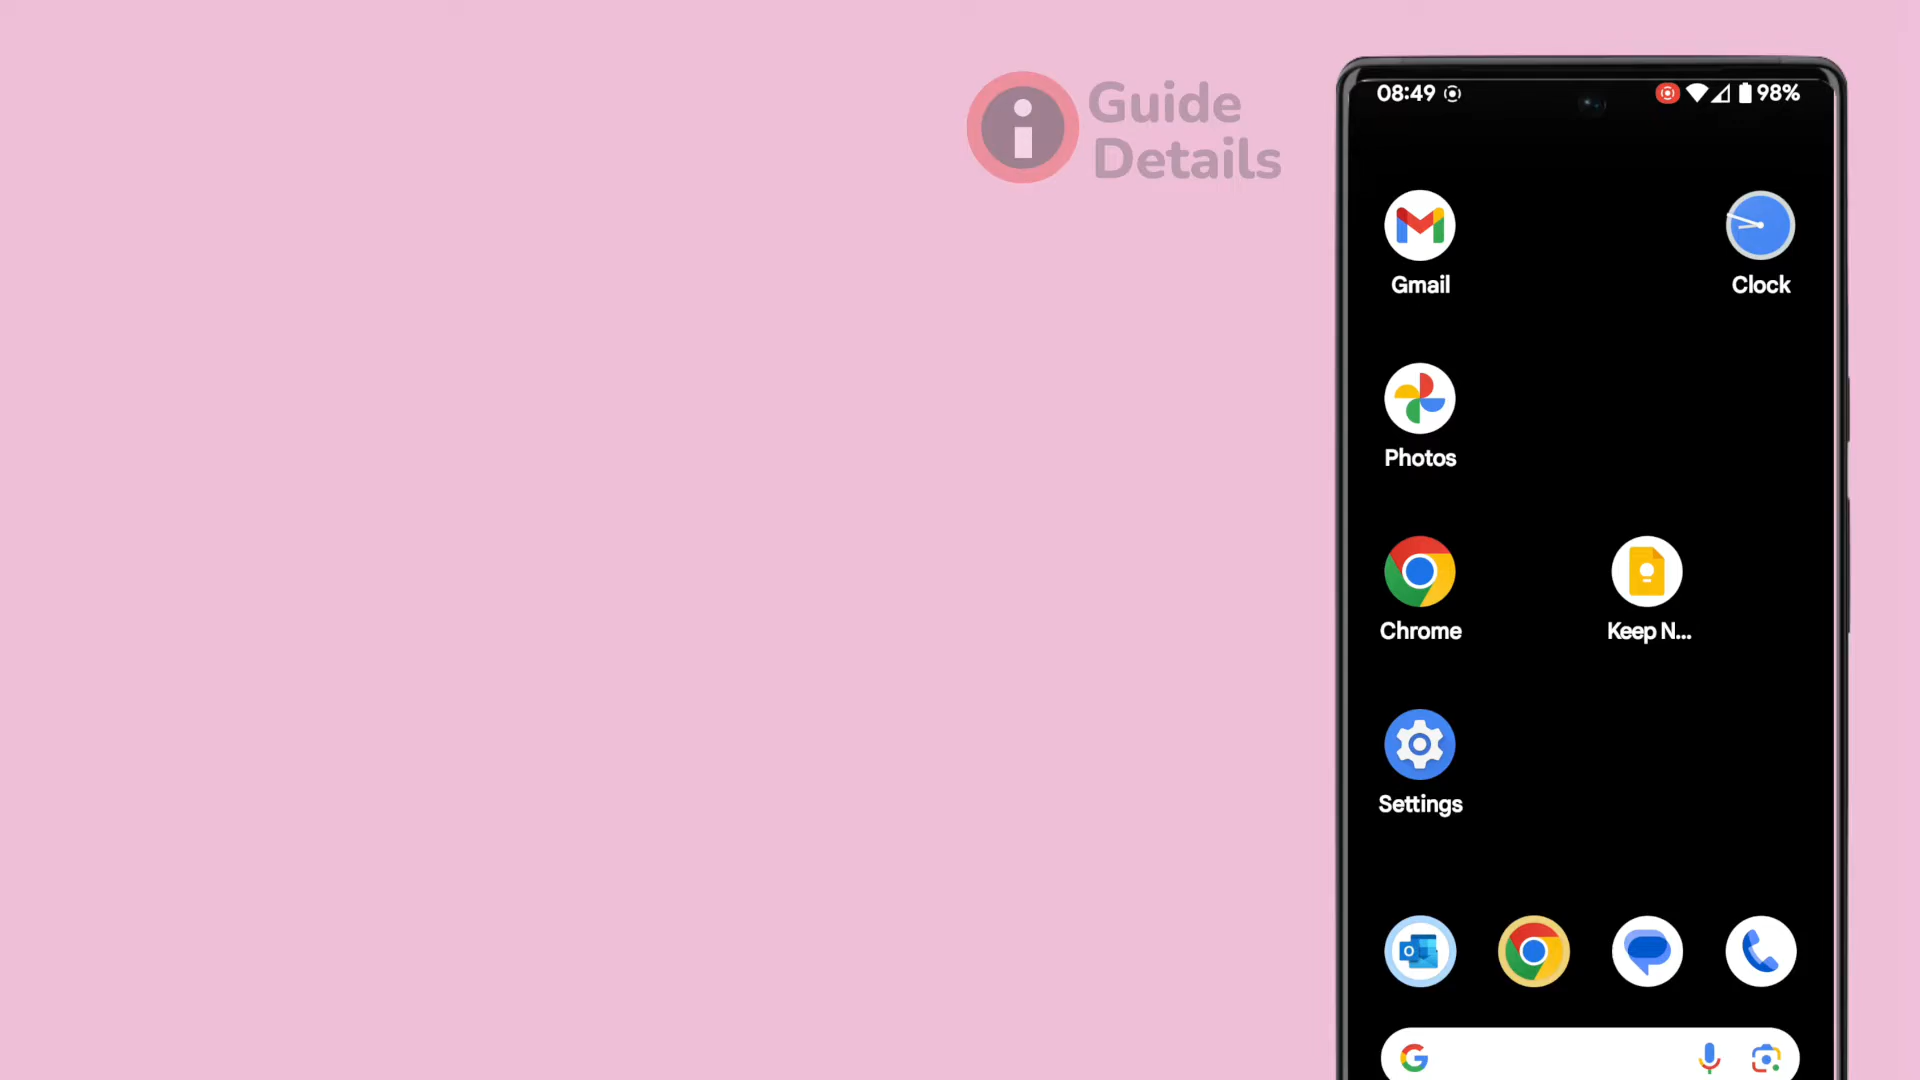 Guide
Details
08:49
98%
Gmail
Clock
Photos
Chrome
Keep N...
Settings